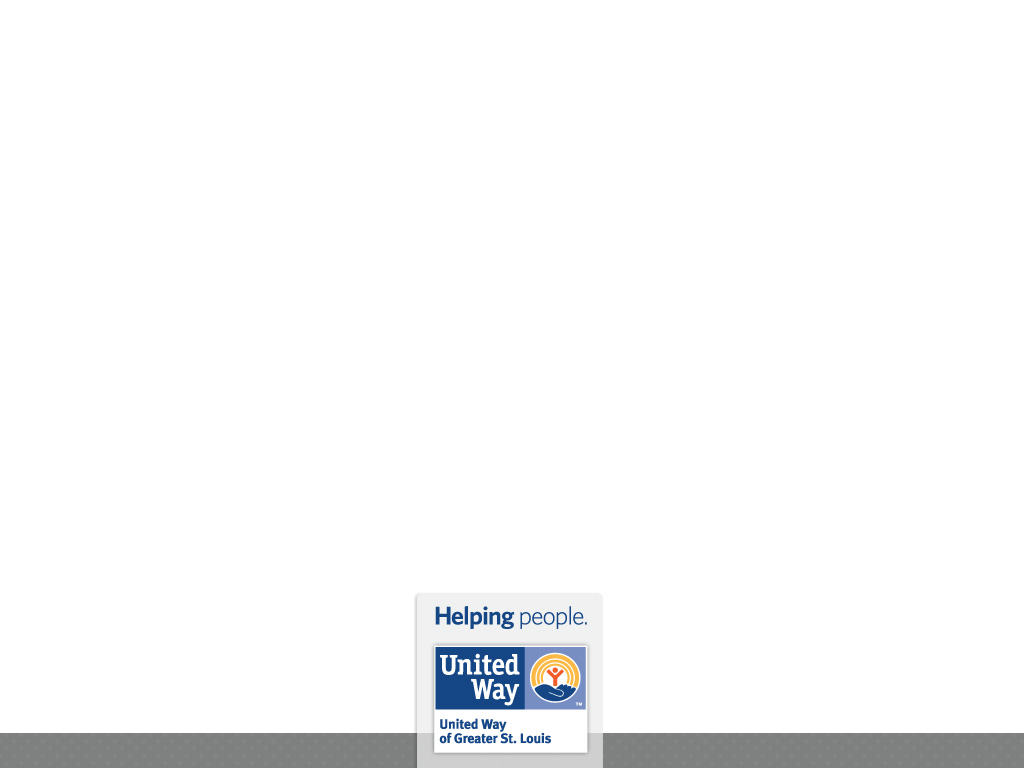 Helping people.
United
Way
™
United Way
of Greater St. Louis